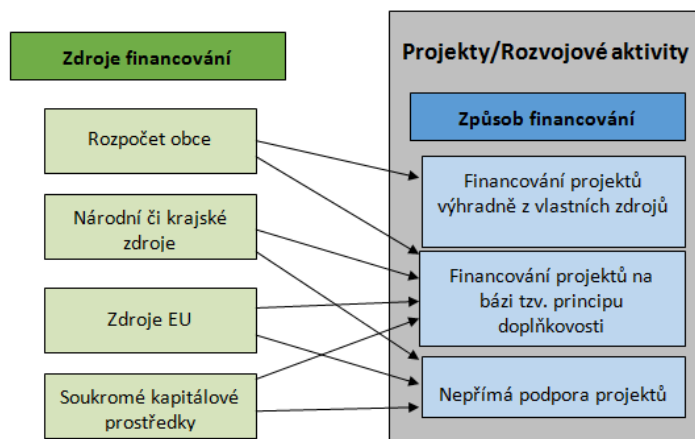 Zdroje financování
Rozpočet obce
Národní či krajské
zdroje
Zdroje EU
Soukromé kapitálové
prostředky
Projekty/Rozvojové aktivity
Způsob financování
Financování projektů
výhradně z vlastních zdrojů
Financování projektů na
bázi tzv. principu
doplňkovosti
Nepřímá podpora projektů